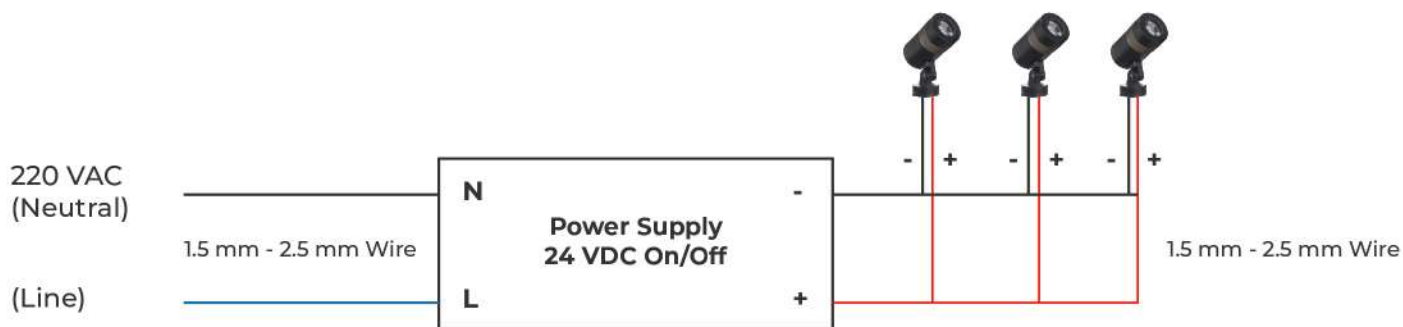 - + - + - +
220 VAC
(Neutral)
N -
Power Supply
24 VDC On/Off
1.5 mm - 2.5 mm Wire
1.5 mm - 2.5 mm Wire
(Line)
L +